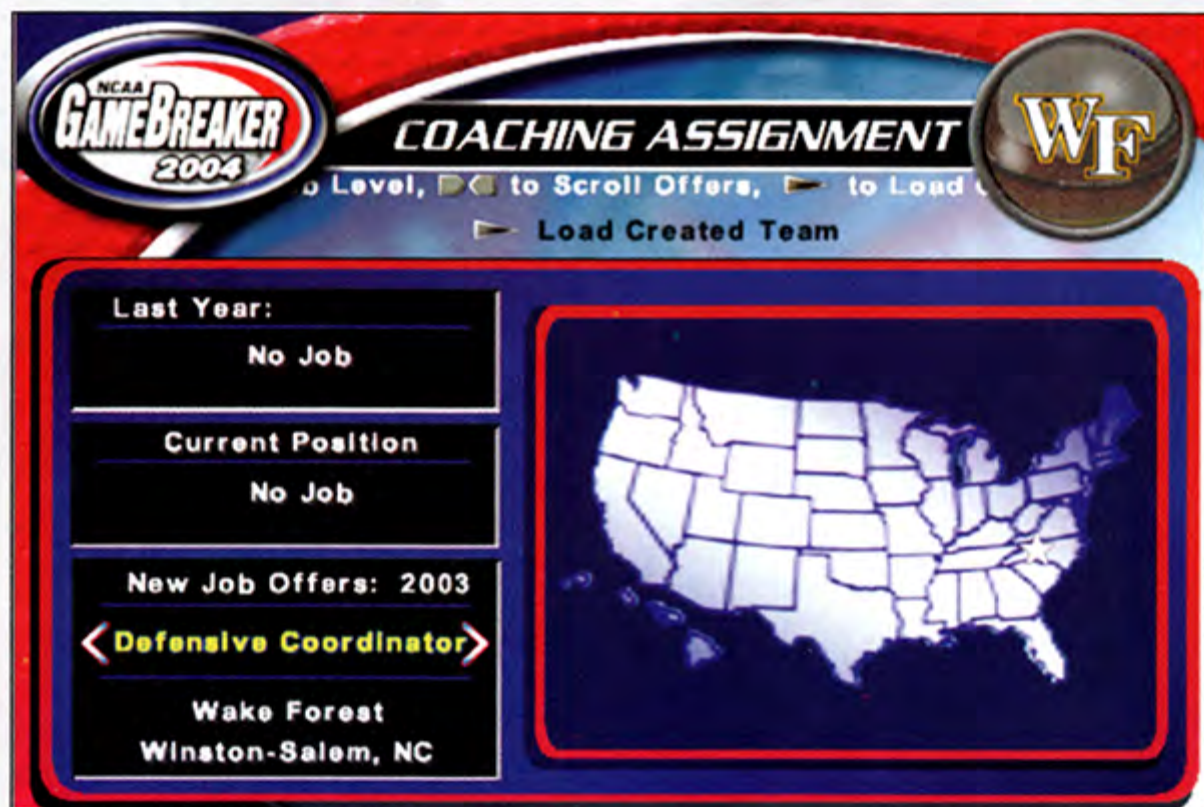 NCAA
GAMEBREAKER
2004
COACHING ASSIGNMENT
WF
Level, to Scroll Offers, to Load
Load Created Team
Last Year:
No Job
Current Position
No Job
New Job Offers: 2003
Defensive Coordinator
Wake Forest
Winston-Salem, NC